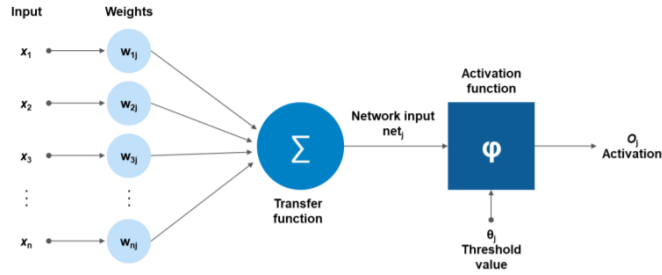 Input
Weights
x1
w1j
x2
w2j
x3
w3j
⋮
⋮
xn
wnj
Σ
Transfer
function
Network input
netj
Activation
function
φ
θj
Threshold
value
Oj
Activation